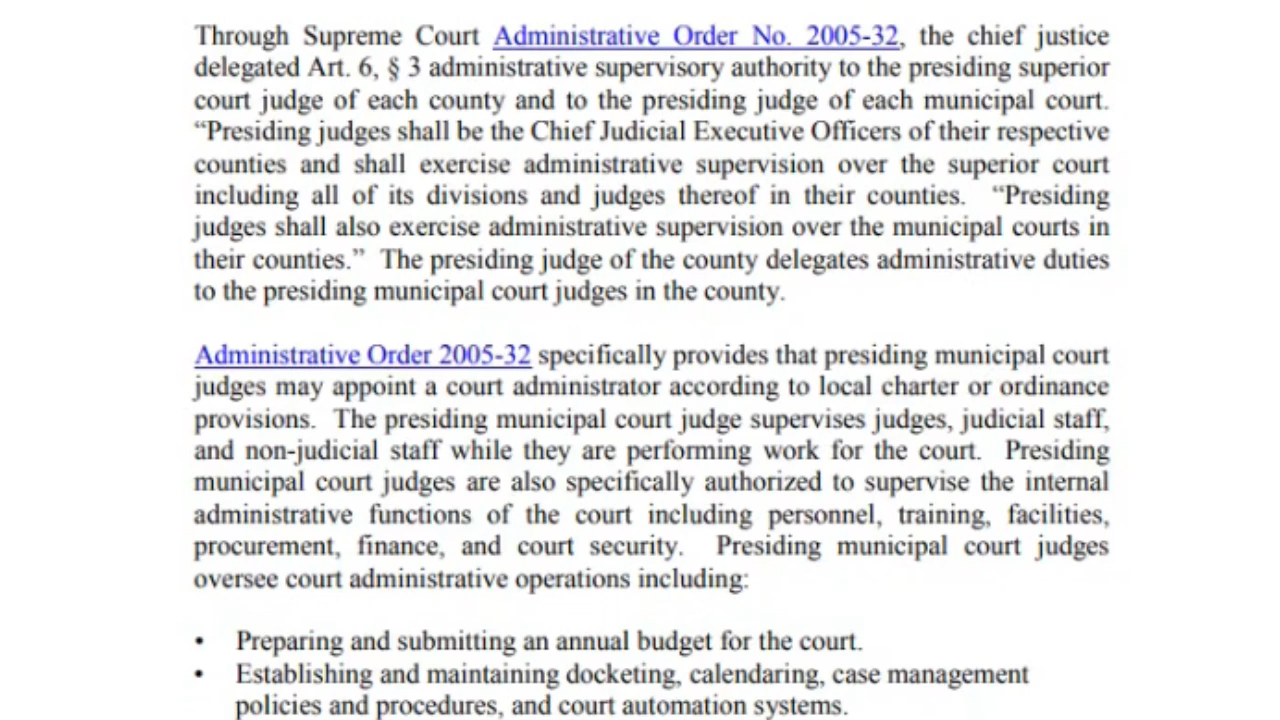 Through Supreme Court Administrative Order No. 2005-32, the chief justice
delegated Art. 6, § 3 administrative supervisory authority to the presiding superior
court judge of each county and to the presiding judge of each municipal court.
“Presiding judges shall be the Chief Judicial Executive Officers of their respective
counties and shall exercise administrative supervision over the superior court
including all of its divisions and judges thereof in their counties.  “Presiding
judges shall also exercise administrative supervision over the municipal courts in
their counties.”  The presiding judge of the county delegates administrative duties
to the presiding municipal court judges in the county.
Administrative Order 2005-32 specifically provides that presiding municipal court
judges may appoint a court administrator according to local charter or ordinance
provisions.  The presiding municipal court judge supervises judges, judicial staff,
and non-judicial staff while they are performing work for the court.  Presiding
municipal court judges are also specifically authorized to supervise the internal
administrative functions of the court including personnel, training, facilities,
procurement, finance, and court security.  Presiding municipal court judges
oversee court administrative operations including:
• Preparing and submitting an annual budget for the court.
• Establishing and maintaining docketing, calendaring, case management
policies and procedures, and court automation systems.